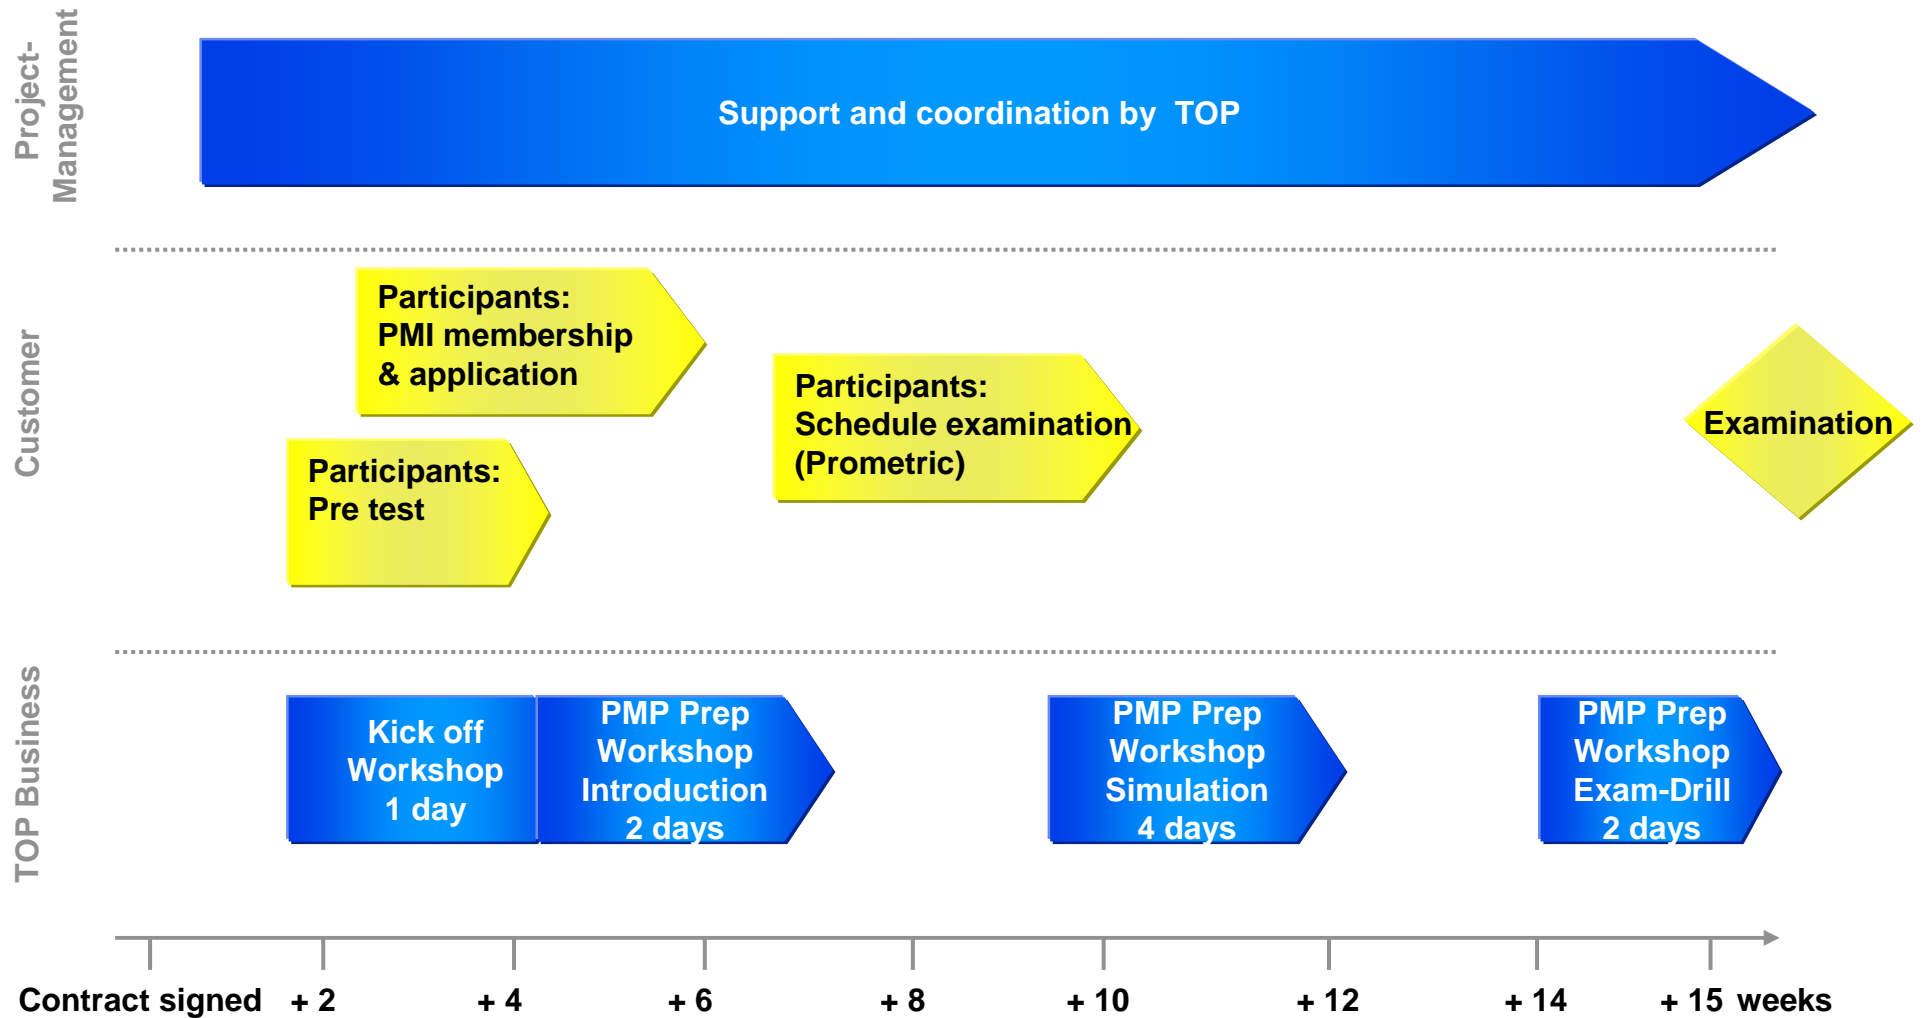 Project-
Management
Support and coordination by TOP
Customer
Participants:
PMI membership
& application
Participants:
Schedule examination
(Prometric)
Examination
Participants:
Pre test
TOP Business
Kick off
Workshop
1 day
PMP Prep
Workshop
Introduction
2 days
PMP Prep
Workshop
Simulation
4 days
PMP Prep
Workshop
Exam-Drill
2 days
Contract signed + 2 + 4 + 6 + 8 + 10 + 12 + 14 + 15 weeks